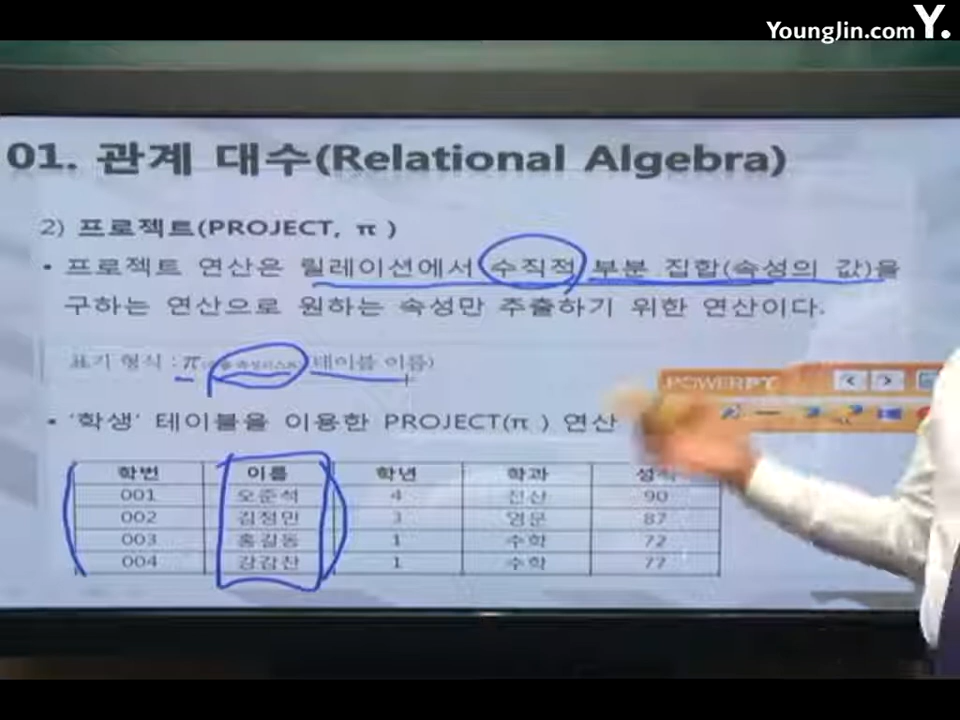 YoungJin.com Y.
01. 관계 대수(Relational Algebra)
2) 프로젝트(PROJECT, π )
• 프로젝트 연산은 릴레이션에서 수직적 부분 집합(속성의 값)을
구하는 연산으로 원하는 속성만 추출하기 위한 연산이다.
표기 형식 : π 테이블 이름)
POWERPT
• '학생' 테이블을 이용한 PROJECT(π ) 연산
학번 이름 학년 학과
001 오준석 4 전산 90
002 김정민 3 영문 87
003 홍길동 1 수학 72
004 강감찬 1 수학 77